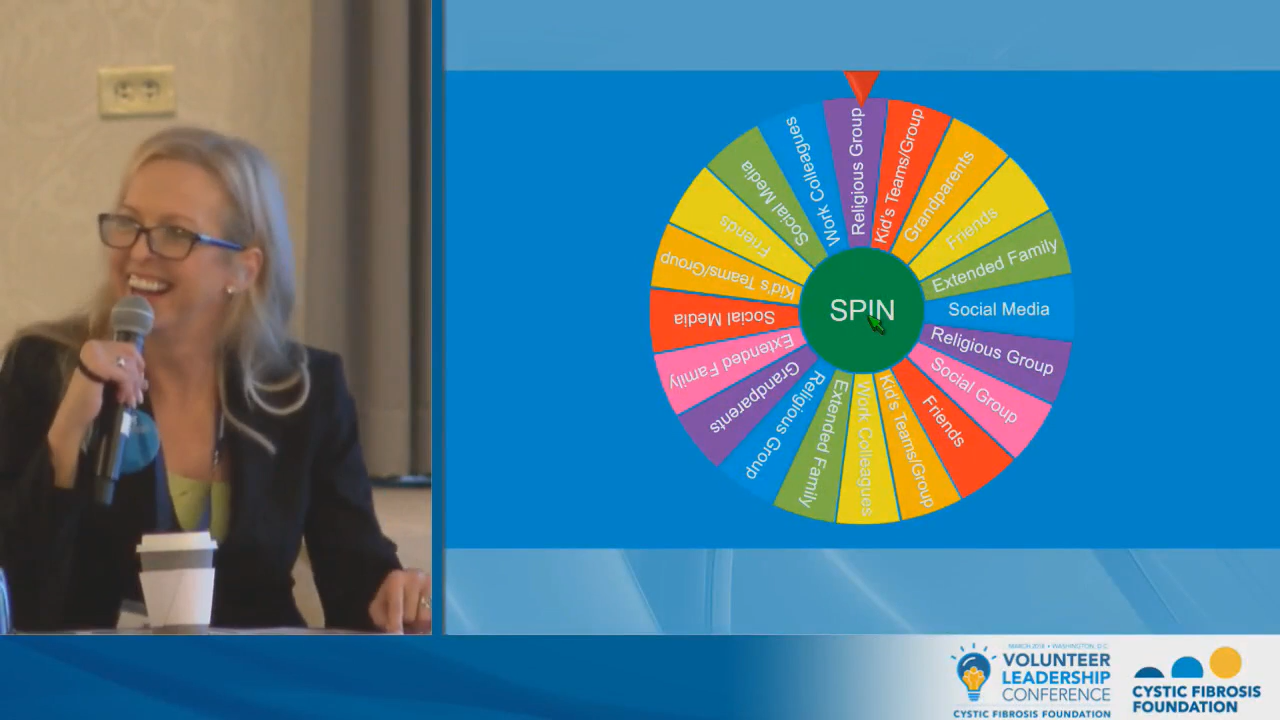 Religious Group
Kid's Teams/Group
Grandparents
Friends
Extended Family
Social Media
Religious Group
Social Group
Friends
Kid's Teams/Group
Work Colleagues
Extended Family
Religious Group
Grandparents
Extended
Family
Social Media
Kid's Teams/Group
Friends
Social Media
Work Colleagues
SPIN
MARCH 2018 • WASHINGTON, D.C.
VOLUNTEER
LEADERSHIP
CONFERENCE
CYSTIC FIBROSIS FOUNDATION
CYSTIC FIBROSIS
FOUNDATION